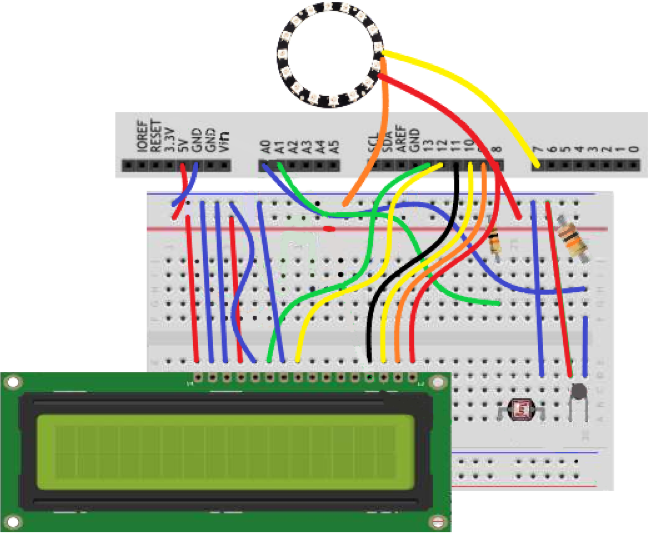 IOREF
RESET
3.3V
5V
GND
GND
Vin
A0
A1
A2
A3
A4
A5
SCL
SDA
AREF
GND
13
12
11
10
9
8
7
6
5
4
3
2
1
0